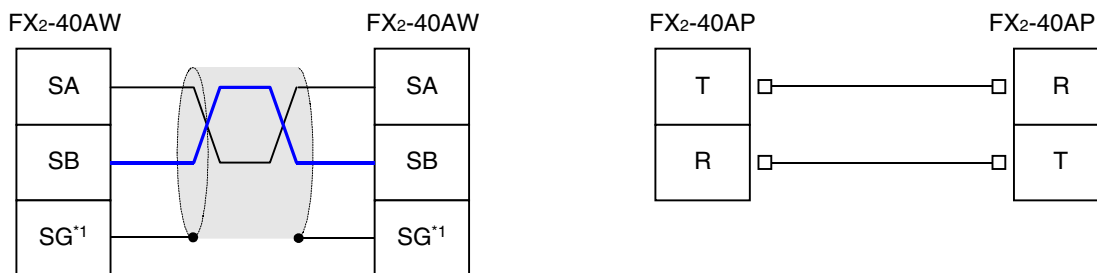 FX2-40AW FX2-40AW FX2-40AP FX2-40AP
SA SA T R
SB SB R T
SG*1 SG*1